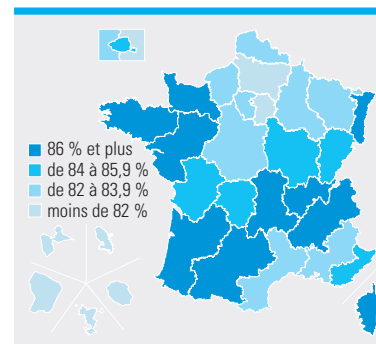 86 % et plus
de 84 à 85,9 %
de 82 à 83,9 %
moins de 82 %